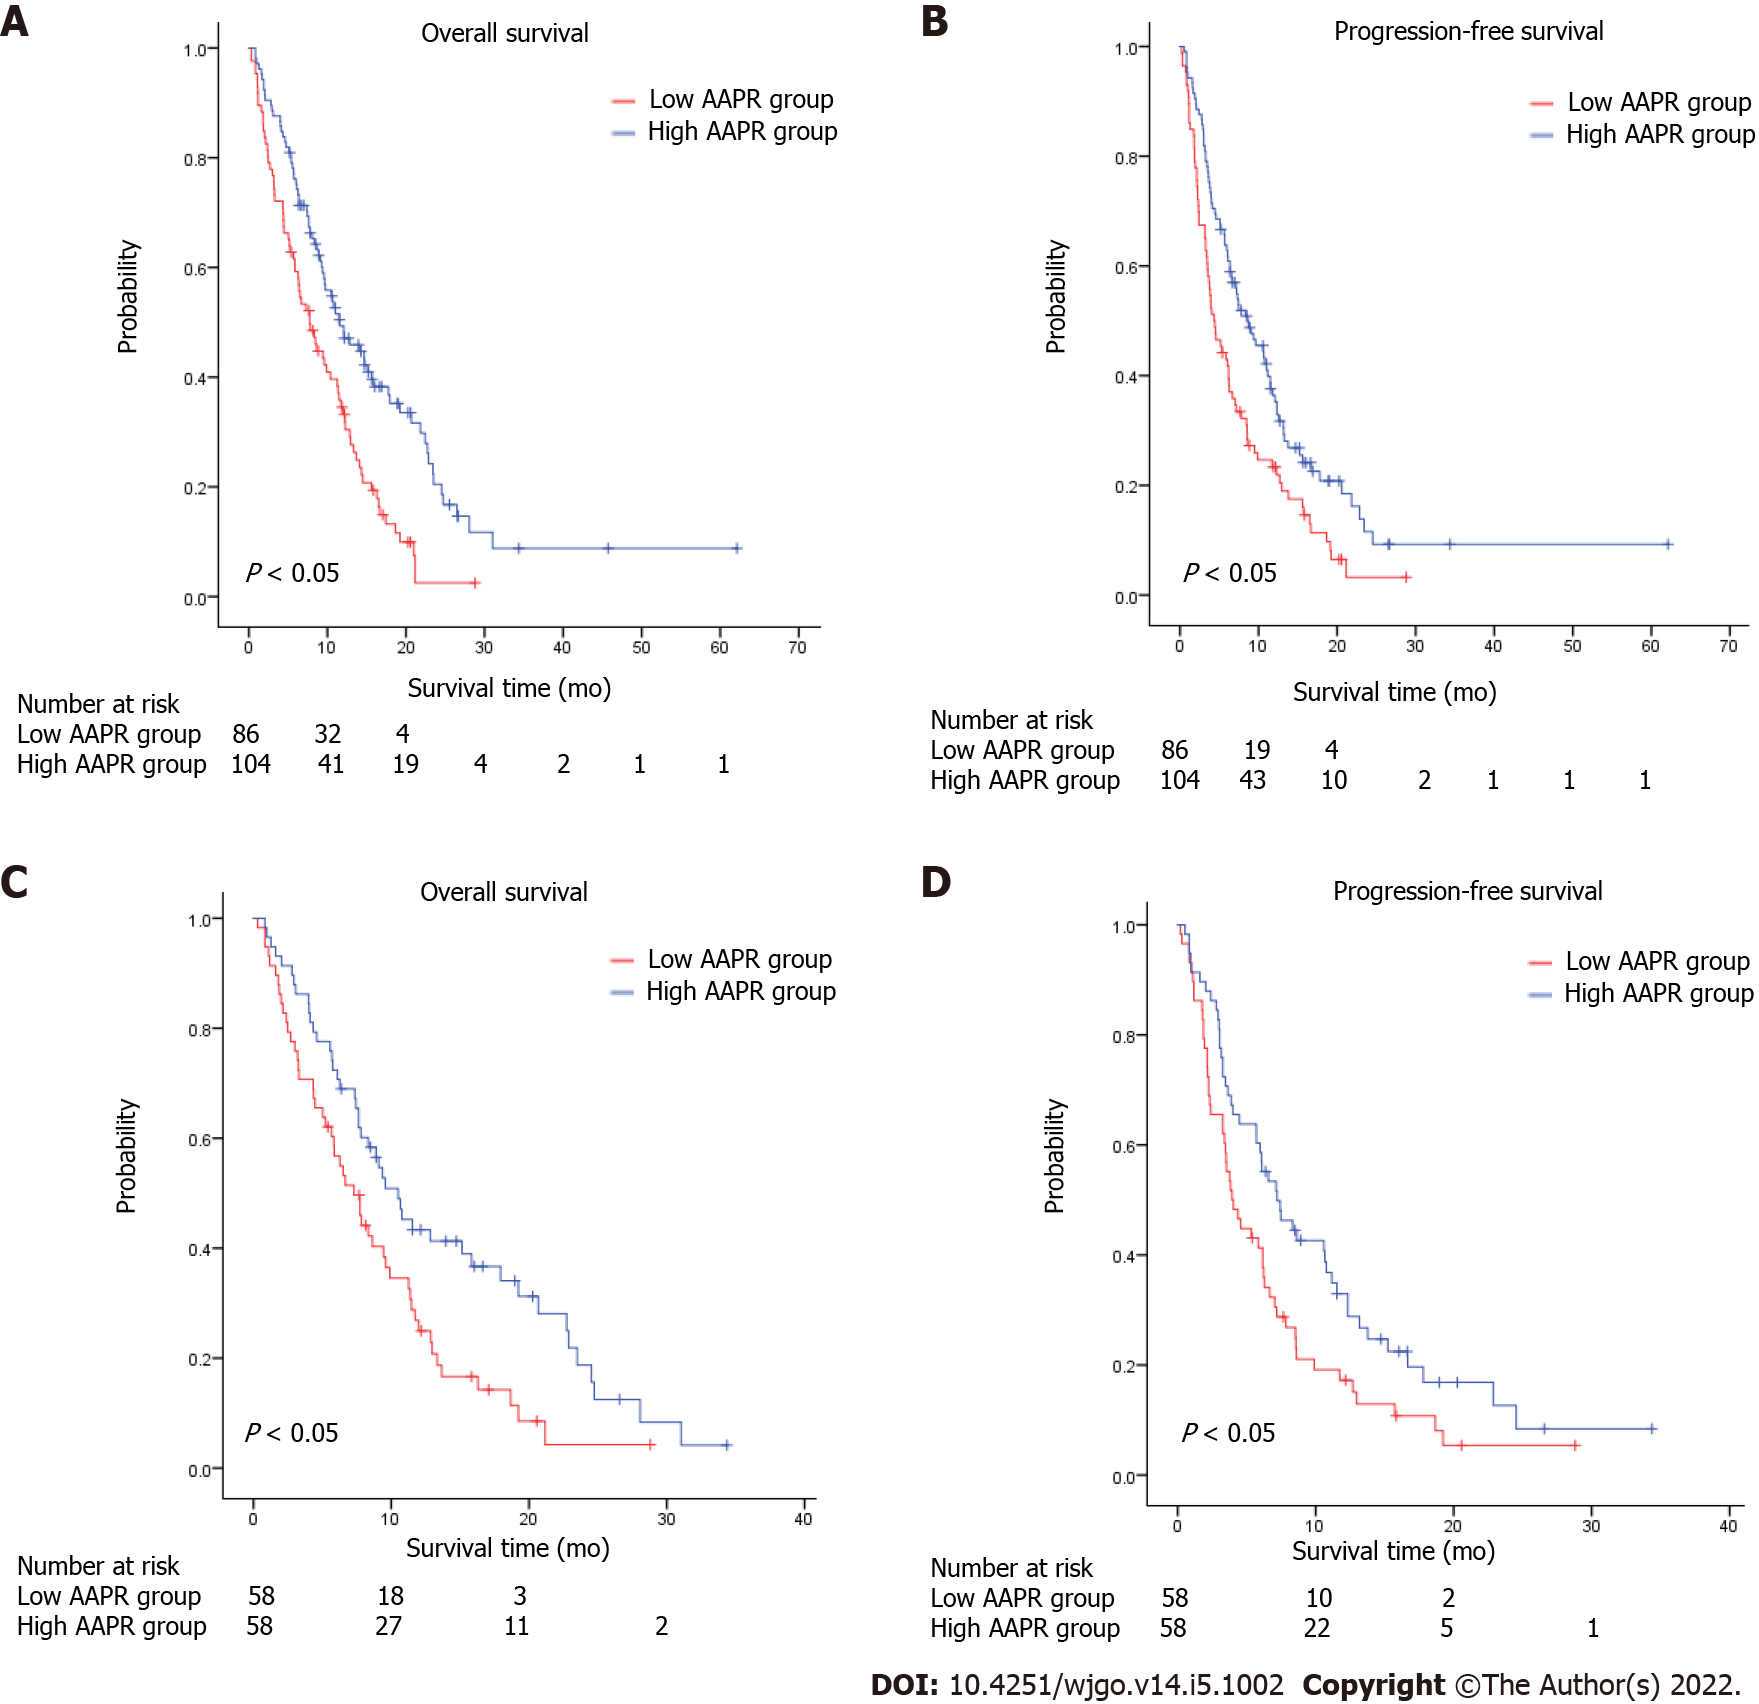 A
Overall survival
Low AAPR group
High AAPR group
Probability
1.0
0.8
0.6
0.4
0.2
0.0
P < 0.05
0 10 20 30 40 50 60 70
Survival time (mo)
Number at risk
Low AAPR group 86 32 4
High AAPR group 104 41 19 4 2 1 1
B
Progression-free survival
Low AAPR group
High AAPR group
Probability
1.0
0.8
0.6
0.4
0.2
0.0
P < 0.05
0 10 20 30 40 50 60 70
Survival time (mo)
Number at risk
Low AAPR group 86 19 4
High AAPR group 104 43 10 2 1 1 1
C
Overall survival
Low AAPR group
High AAPR group
Probability
1.0
0.8
0.6
0.4
0.2
0.0
P < 0.05
0 10 20 30 40
Survival time (mo)
Number at risk
Low AAPR group 58 18 3
High AAPR group 58 27 11 2
D
Progression-free survival
Low AAPR group
High AAPR group
Probability
1.0
0.8
0.6
0.4
0.2
0.0
P < 0.05
0 10 20 30 40
Survival time (mo)
Number at risk
Low AAPR group 58 10 2
High AAPR group 58 22 5 1
DOI: 10.4251/wjgo.v14.i5.1002 Copyright ©The Author(s) 2022.